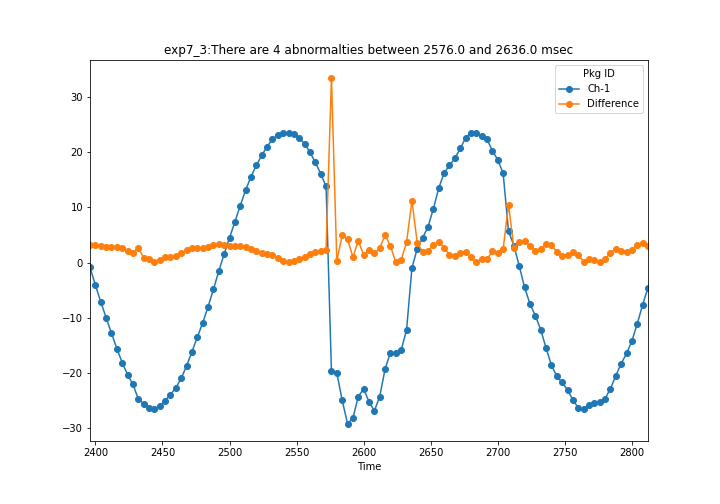 exp7_3:There are 4 abnormalties between 2576.0 and 2636.0 msec
Pkg ID
Ch-1
Difference
30
20
10
0
−10
−20
−30
2400 2450 2500 2550 2600 2650 2700 2750 2800
Time